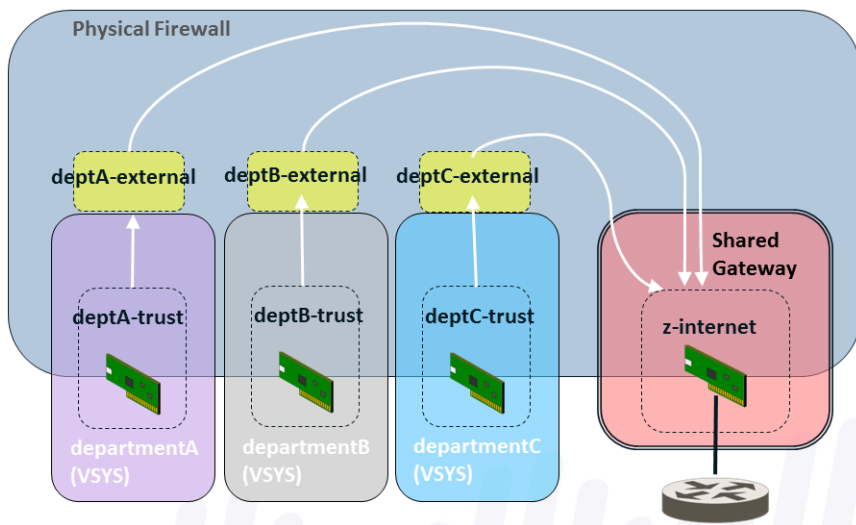 Physical Firewall
deptA-external
deptB-external
deptC-external
Shared
Gateway
deptA-trust
deptB-trust
deptC-trust
z-internet
departmentA
(VSYS)
departmentB
(VSYS)
departmentC
(VSYS)